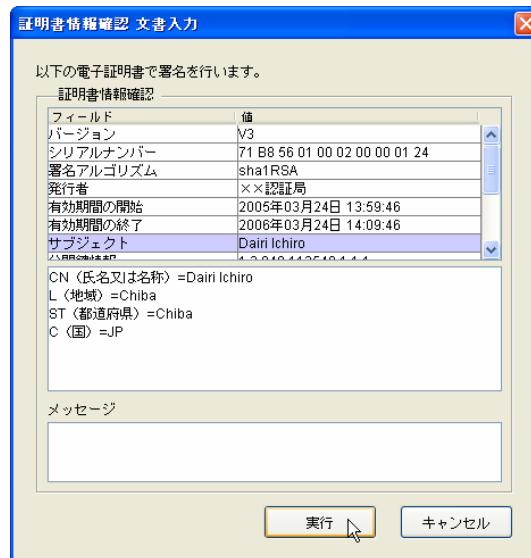 証明書情報確認 文書入力
以下の電子証明書で署名を行います。
証明書情報確認
フィールド 値
バージョン V3
シリアルナンバー 71 B8 56 01 00 02 00 00 01 24
署名アルゴリズム sha1RSA
発行者 ××認証局
有効期間の開始 2005年03月24日 13:59:46
有効期間の終了 2006年03月24日 14:09:46
サブジェクト Dairi Ichiro
CN（氏名又は名称）=Dairi Ichiro
L（地域）=Chiba
ST（都道府県）=Chiba
C（国）=JP
メッセージ
実行 キャンセル